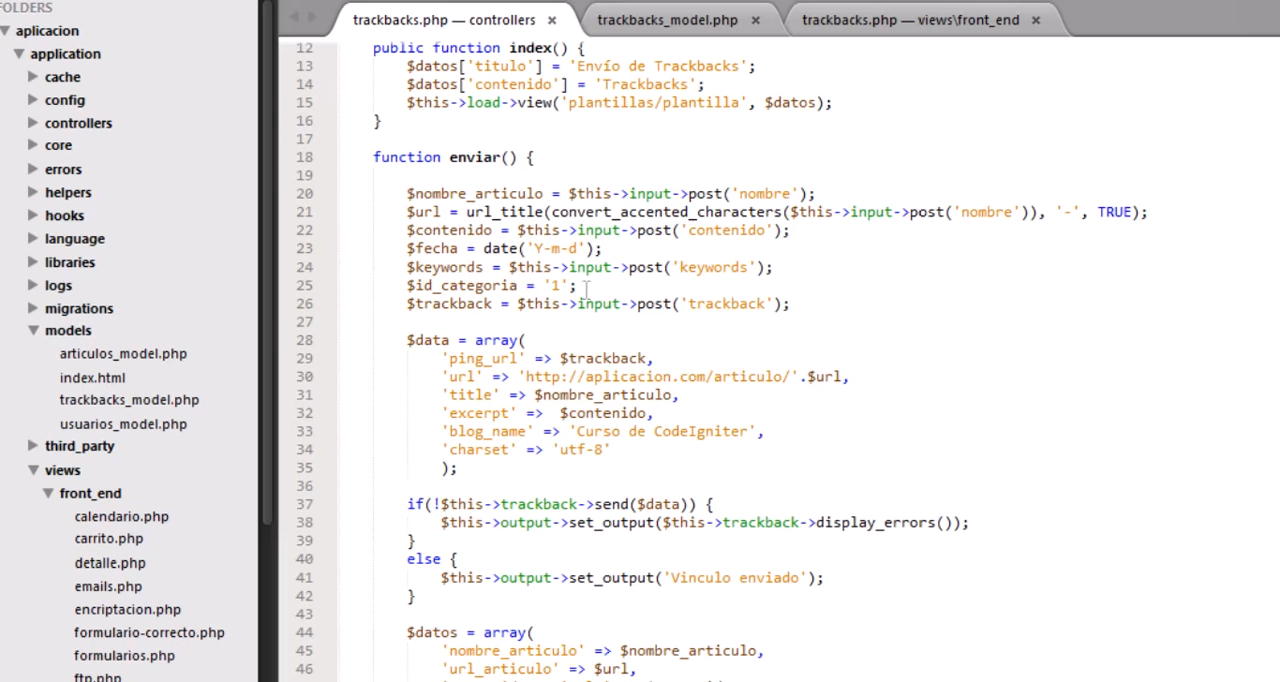 FOLDERS
aplicacion
application
cache
config
controllers
core
errors
helpers
hooks
language
libraries
logs
migrations
models
articulos_model.php
index.html
trackbacks_model.php
usuarios_model.php
third_party
views
front_end
calendario.php
carrito.php
detalle.php
emails.php
encriptacion.php
formulario-correcto.php
formularios.php
ftp.php
trackbacks.php — controllers ×
trackbacks_model.php ×
trackbacks.php — views\front_end ×
12 public function index() {
13 $datos['titulo'] = 'Envío de Trackbacks';
14 $datos['contenido'] = 'Trackbacks';
15 $this->load->view('plantillas/plantilla', $datos);
16 }
17
18 function enviar() {
19
20 $nombre_articulo = $this->input->post('nombre');
21 $url = url_title(convert_accented_characters($this->input->post('nombre')), '-', TRUE);
22 $contenido = $this->input->post('contenido');
23 $fecha = date('Y-m-d');
24 $keywords = $this->input->post('keywords');
25 $id_categoria = '1';
26 $trackback = $this->input->post('trackback');
27
28 $data = array(
29 'ping_url' => $trackback,
30 'url' => 'http://aplicacion.com/articulo/'.$url,
31 'title' => $nombre_articulo,
32 'excerpt' =>  $contenido,
33 'blog_name' => 'Curso de CodeIgniter',
34 'charset' => 'utf-8'
35 );
36
37 if(!$this->trackback->send($data)) {
38 $this->output->set_output($this->trackback->display_errors());
39 }
40 else {
41 $this->output->set_output('Vinculo enviado');
42 }
43
44 $datos = array(
45 'nombre_articulo' => $nombre_articulo,
46 'url_articulo' => $url,